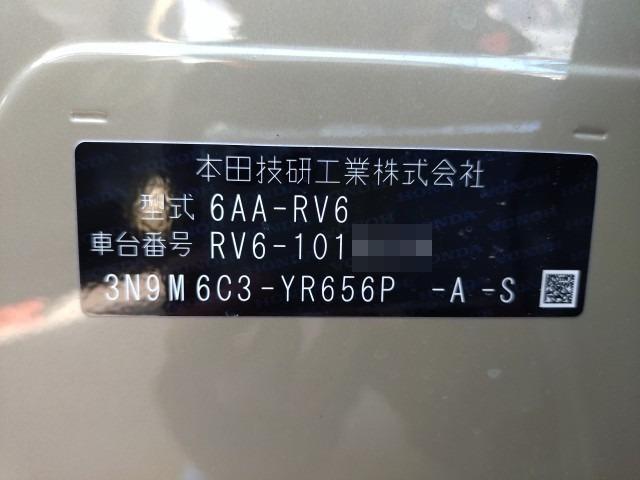 本田技研工業株式会社
型式 6AA-RV6
車台番号 RV6-101
3N9M6C3-YR656P -A-S